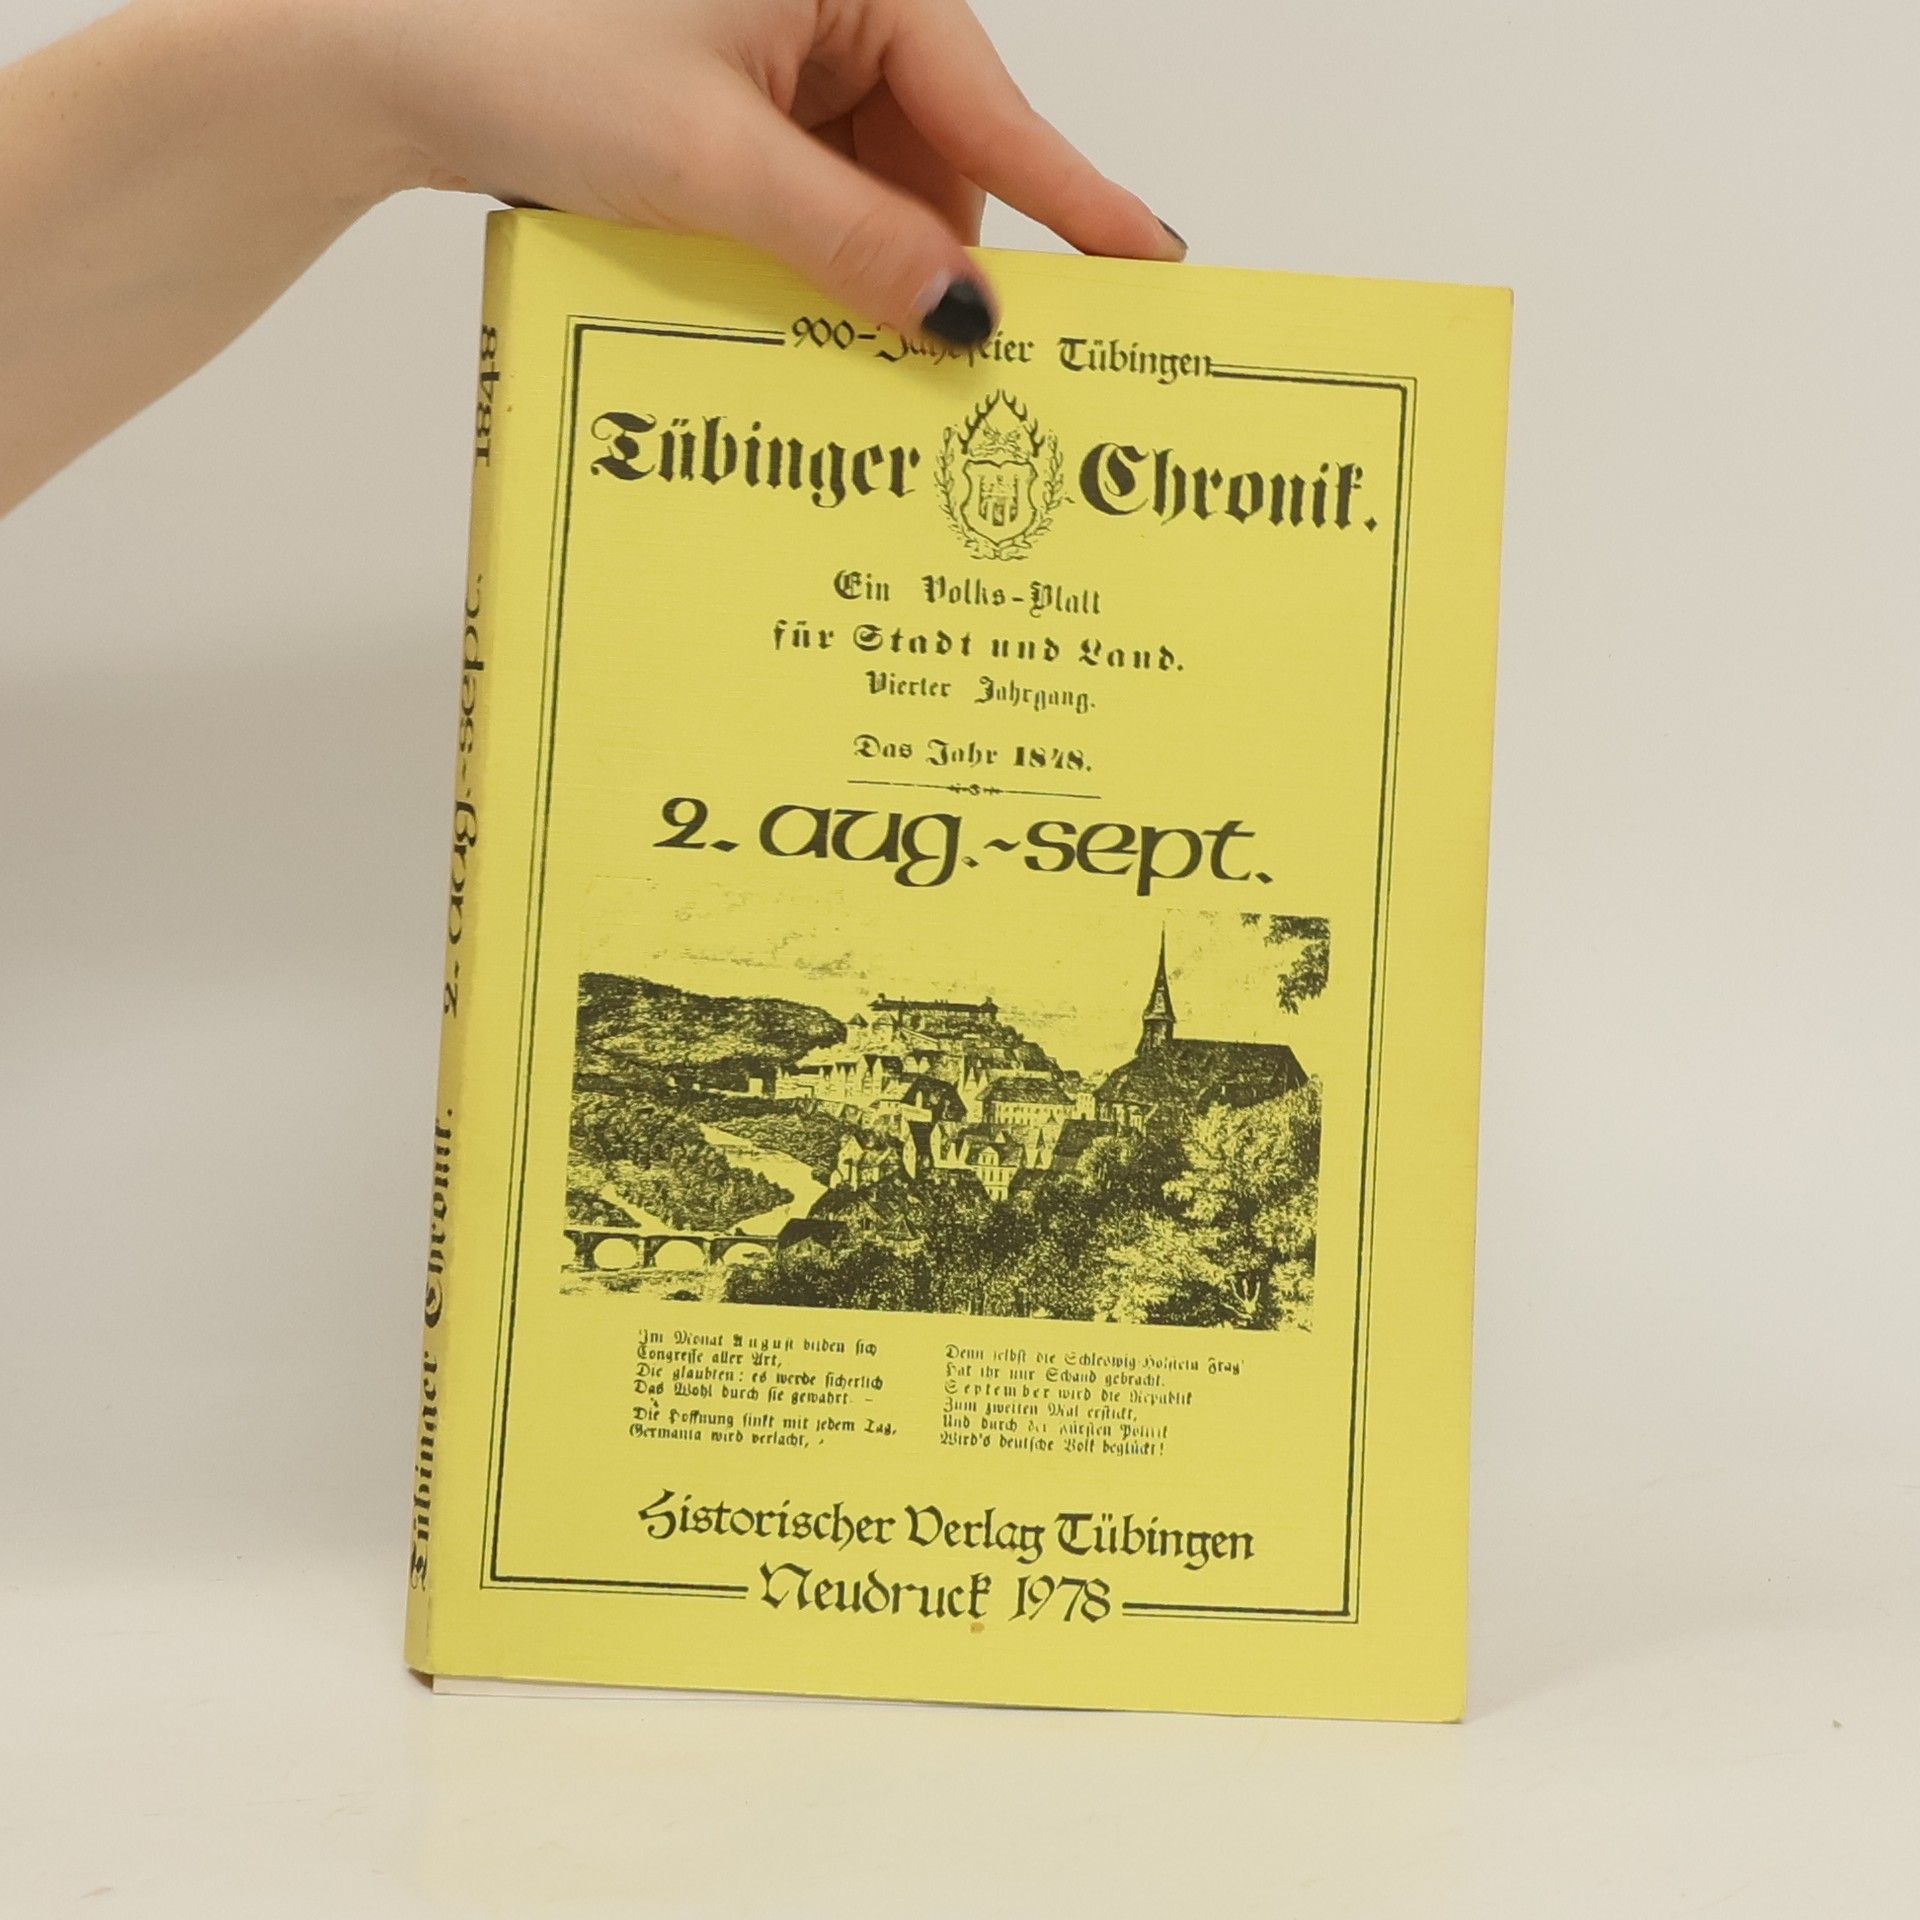 900-Jahrfeier Tübingen
Tübinger Chronik.
Ein Volks-Blatt
für Stadt und Land.
Vierter Jahrgang.
Das Jahr 1848.
2. aug.-sept.
Im Monat August bilden sich
Congresse aller Art,
Die glaubten: es werde sicherlich
Das Wohl durch sie gewahrt. –
Die Hoffnung sinkt mit jedem Tag,
Germania wird verlacht,
Denn selbst die Schleswig-Holstein Frag'
Hat ihr nur Schand gebracht.
September wird die Republik
Zum zweiten Mal erstickt,
Und durch der Fürsten Politik
Wird's deutsche Volk beglückt!
Historischer Verlag Tübingen
Neudruck 1978
Tübinger Chronik. 2. aug.-sept. 1848